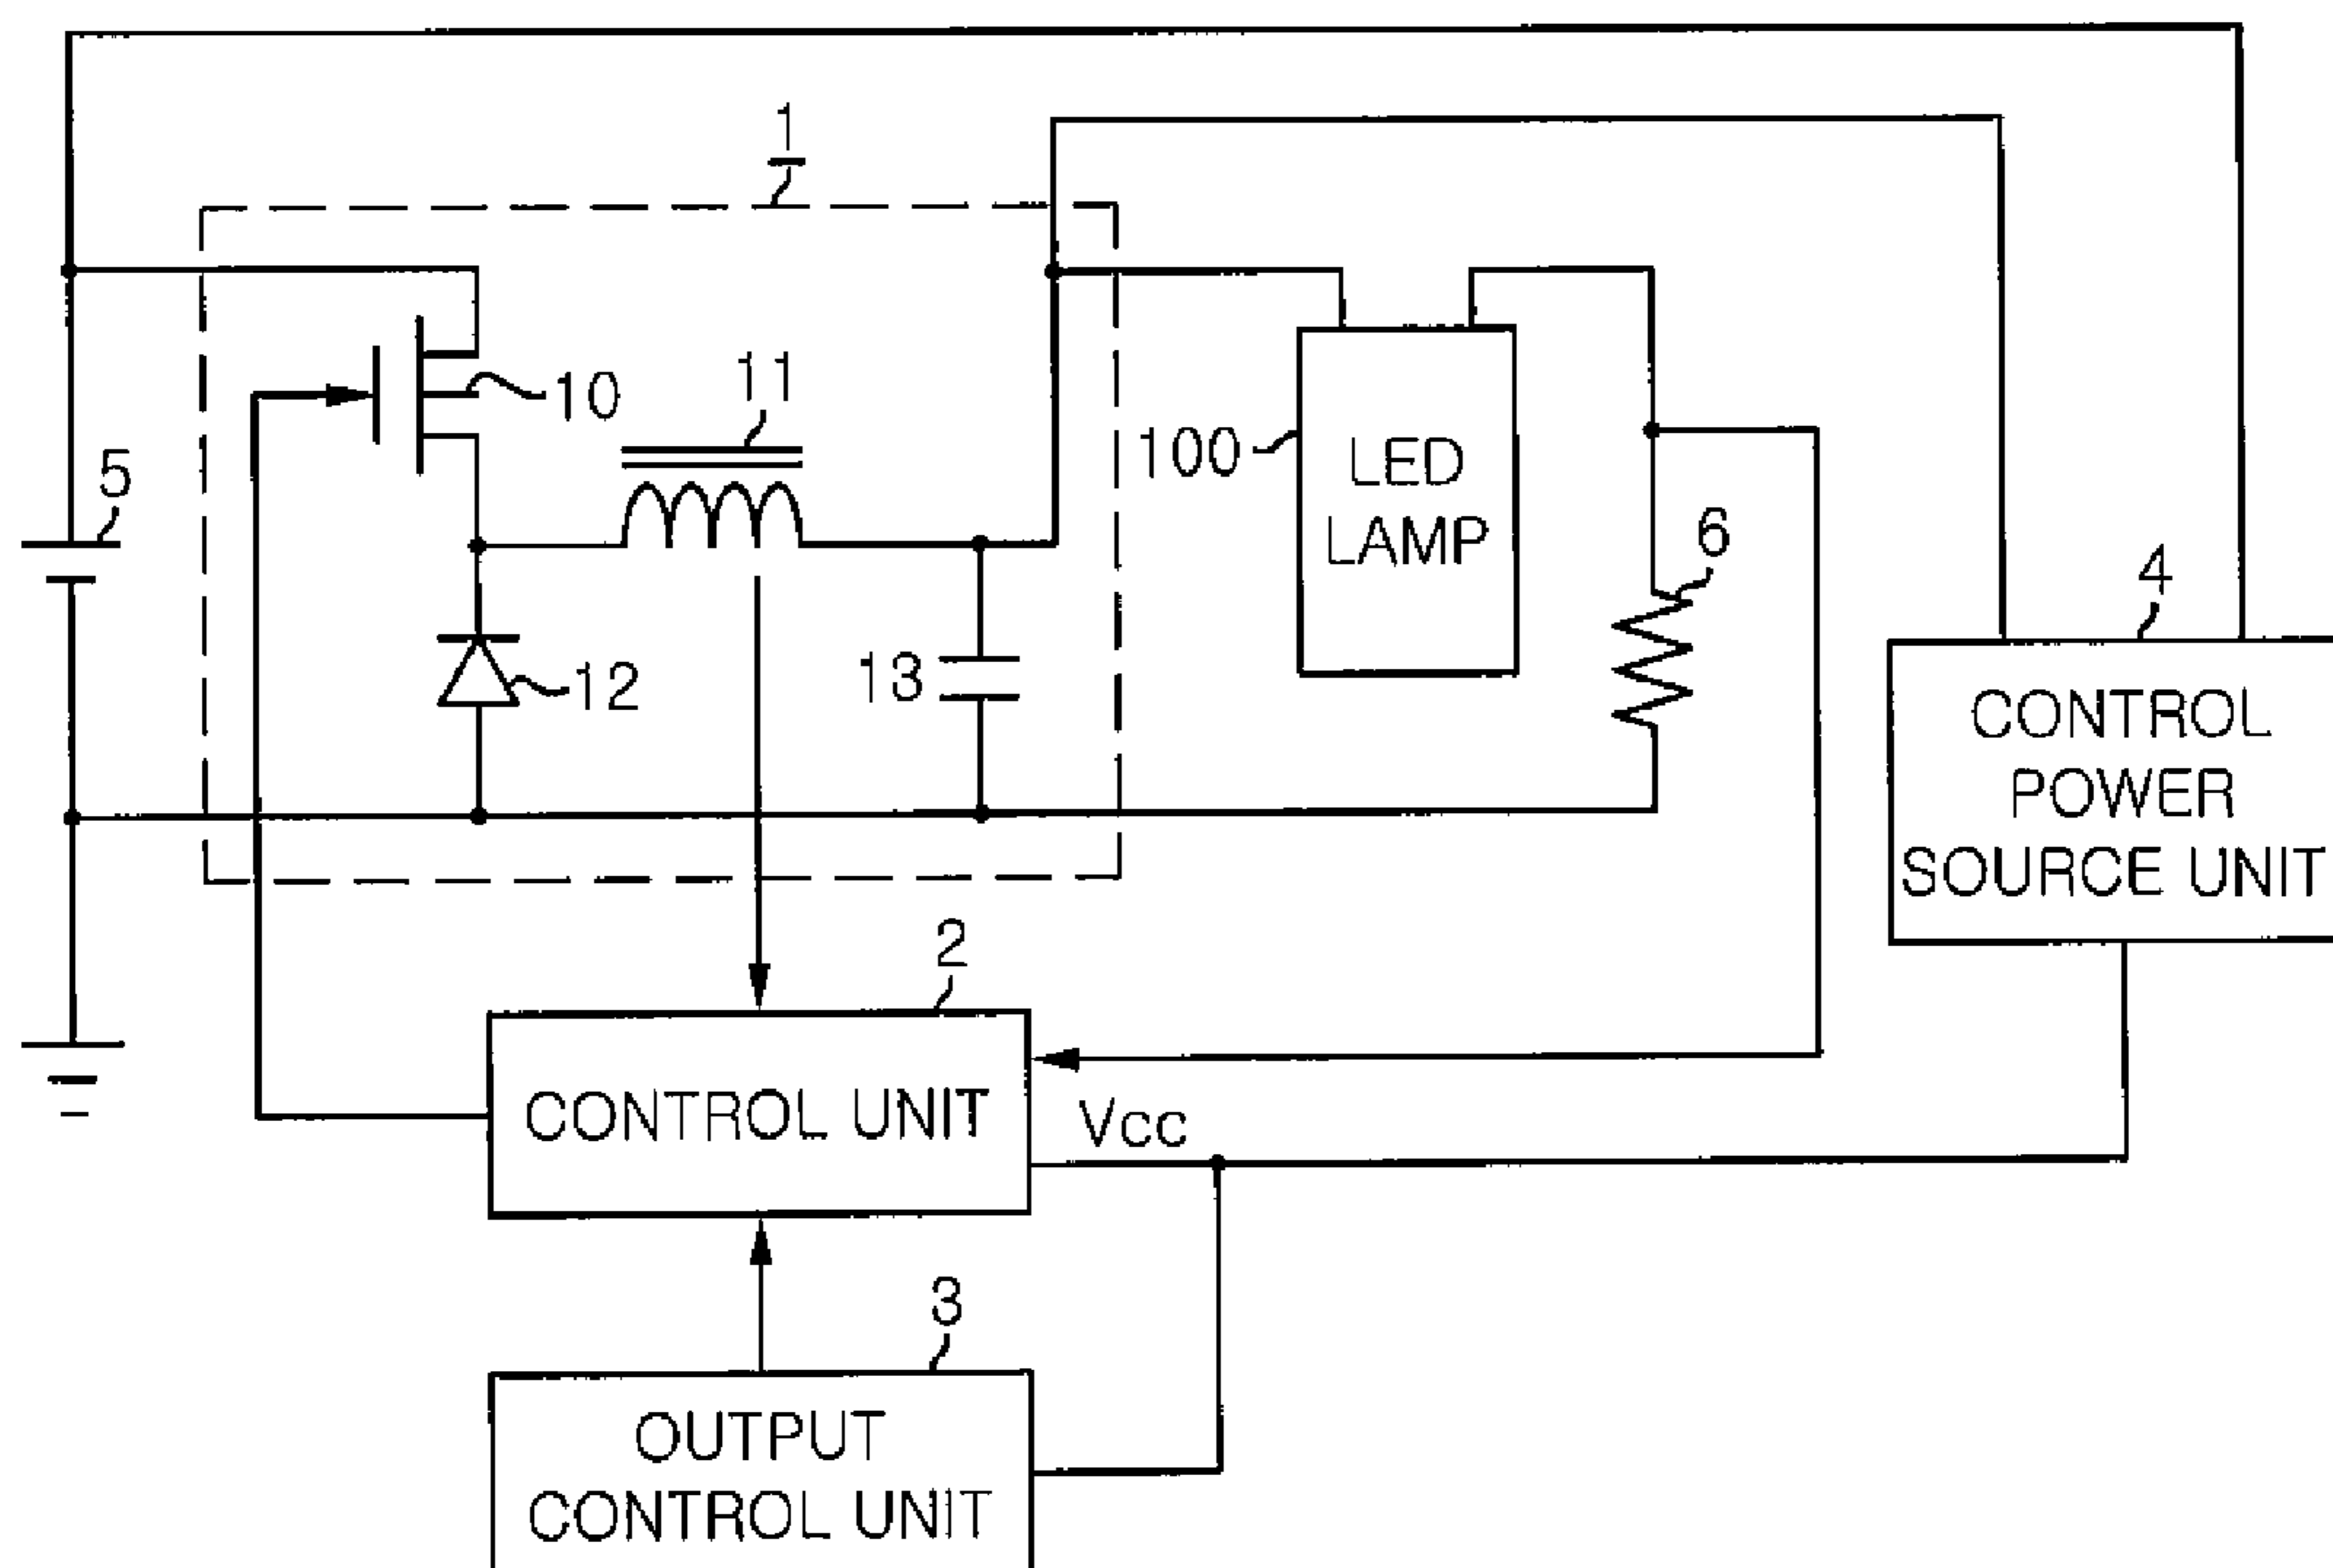 1
11
10
5
100
LED
LAMP
6
4
12
13
CONTROL
POWER
SOURCE UNIT
2
CONTROL UNIT
Vcc
3
OUTPUT
CONTROL UNIT